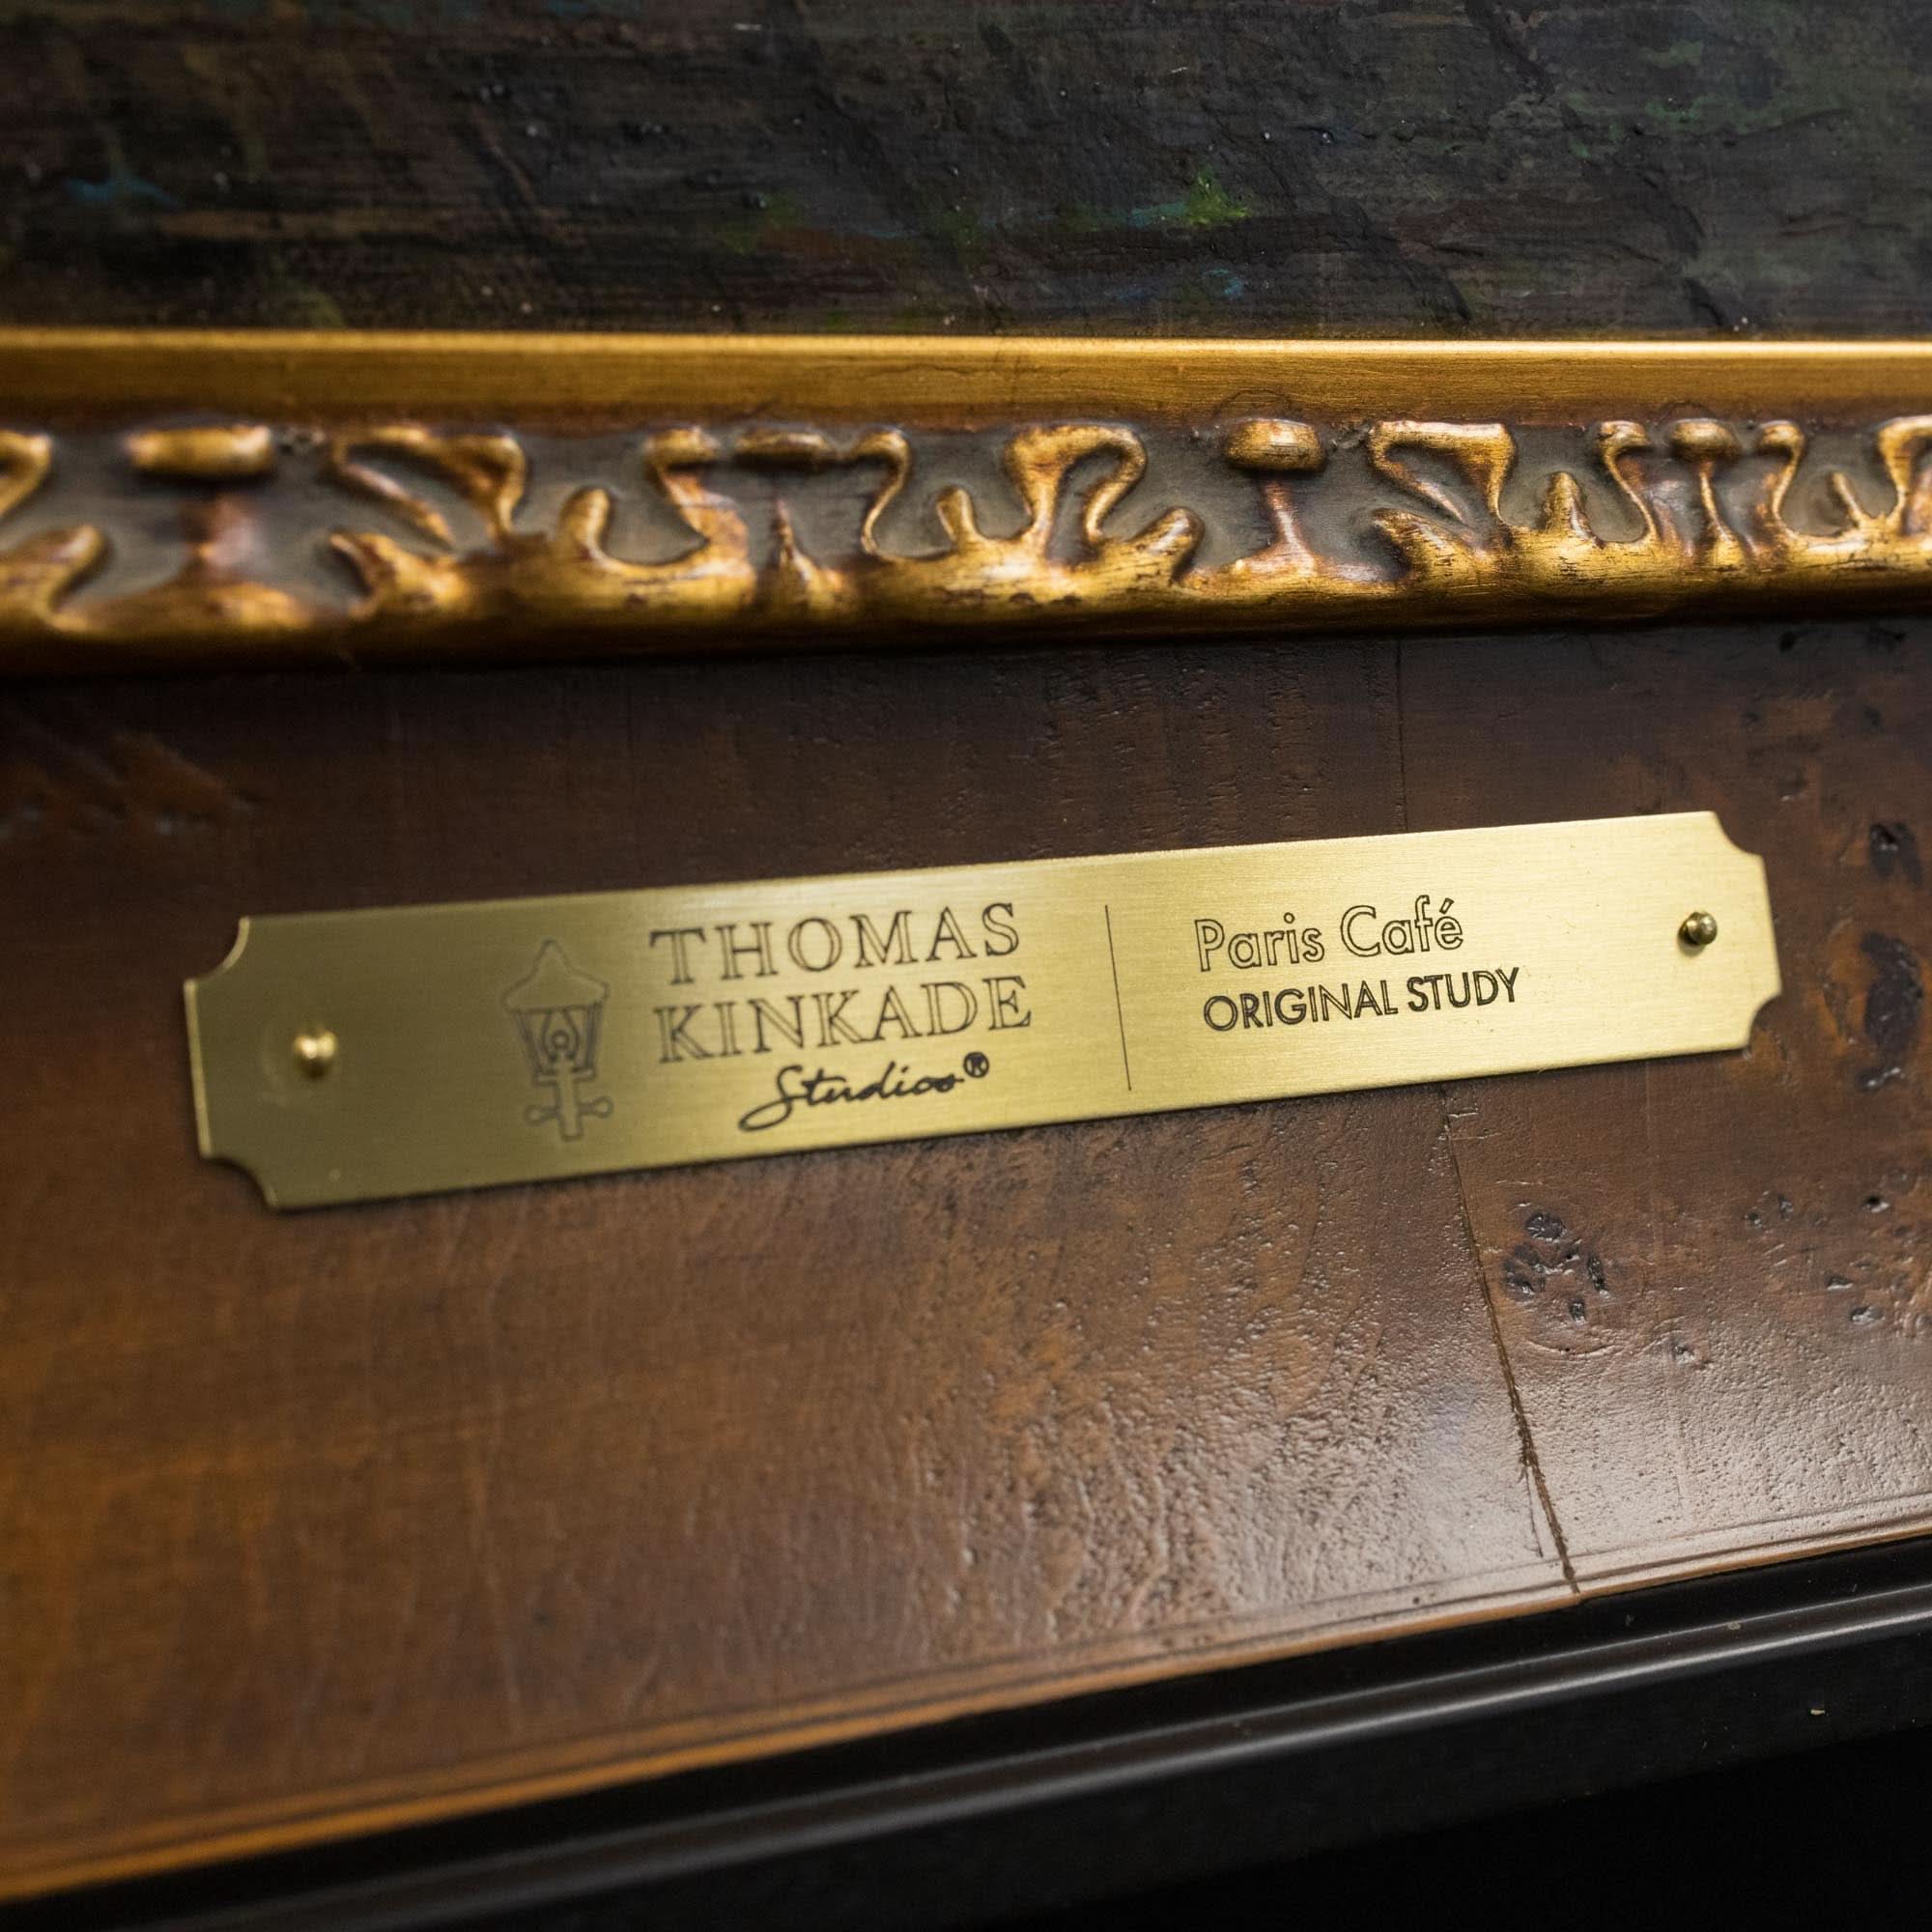 THOMAS
KINKADE
Studios®
Paris Café
ORIGINAL STUDY